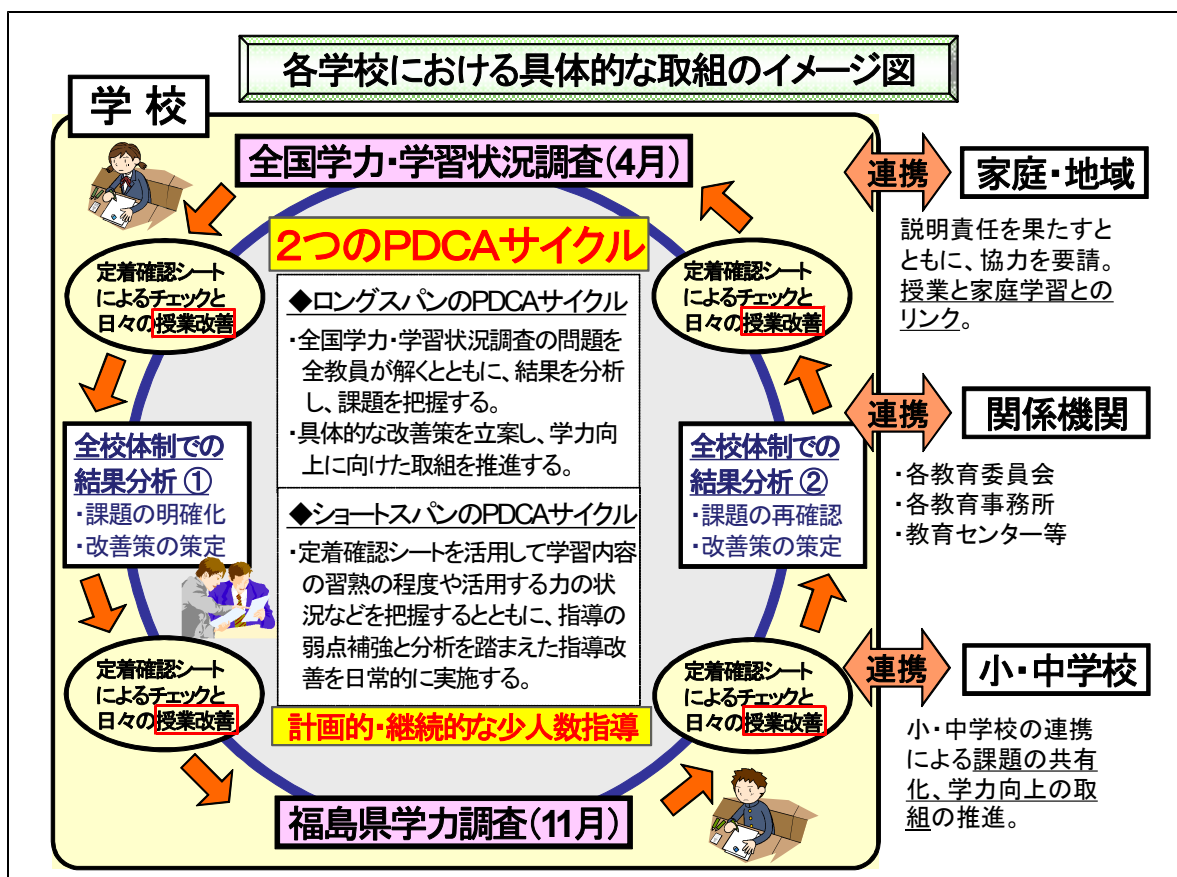 各学校における具体的な取組のイメージ図
学 校
全国学力・学習状況調査(4月)
定着確認シート
によるチェックと
日々の授業改善
全校体制での
結果分析 ①
・課題の明確化
・改善策の策定
定着確認シート
によるチェックと
日々の授業改善
2つのPDCAサイクル
◆ロングスパンのPDCAサイクル
・全国学力・学習状況調査の問題を
全教員が解くとともに、結果を分析
し、課題を把握する。
・具体的な改善策を立案し、学力向
上に向けた取組を推進する。
◆ショートスパンのPDCAサイクル
・定着確認シートを活用して学習内容
の習熟の程度や活用する力の状
況などを把握するとともに、指導の
弱点補強と分析を踏まえた指導改
善を日常的に実施する。
計画的・継続的な少人数指導
福島県学力調査(11月)
定着確認シート
によるチェックと
日々の授業改善
全校体制での
結果分析 ②
・課題の再確認
・改善策の策定
定着確認シート
によるチェックと
日々の授業改善
連携
家庭・地域
説明責任を果たすと
ともに、協力を要請。
授業と家庭学習との
リンク。
連携
関係機関
・各教育委員会
・各教育事務所
・教育センター等
連携
小・中学校
小・中学校の連携
による課題の共有
化、学力向上の取
組の推進。